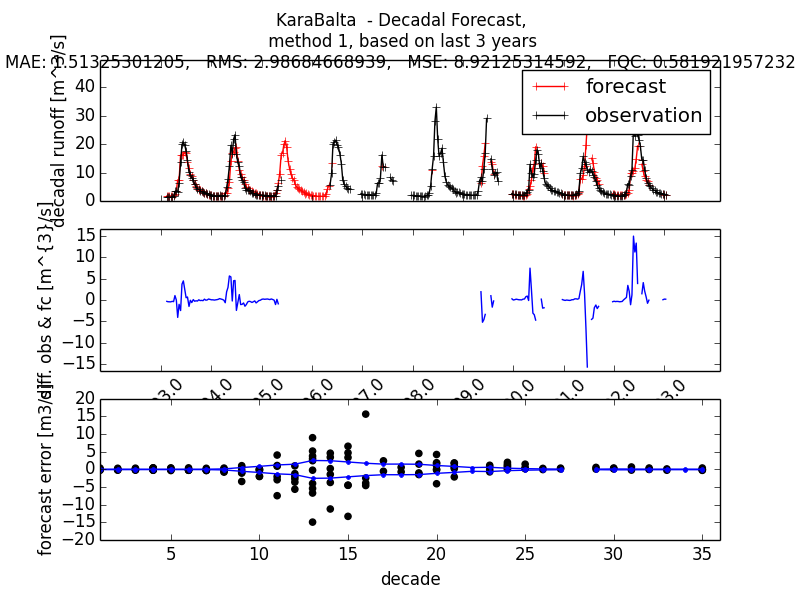 KaraBalta - Decadal Forecast,
method 1, based on last 3 years
MAE: RMS: 2.98684668939, MSE: 8.92125314592, FQC: 0.581921957232
decadal runoff [m^3/s]
40
30
20
10
0
forecast
observation
diff. obs & fc [m^{3}/s]
15
10
5
0
−5
−10
−15
forecast error [m3/s]
20
15
10
5
0
−5
−10
−15
−20
5 10 15 20 25 30 35
decade